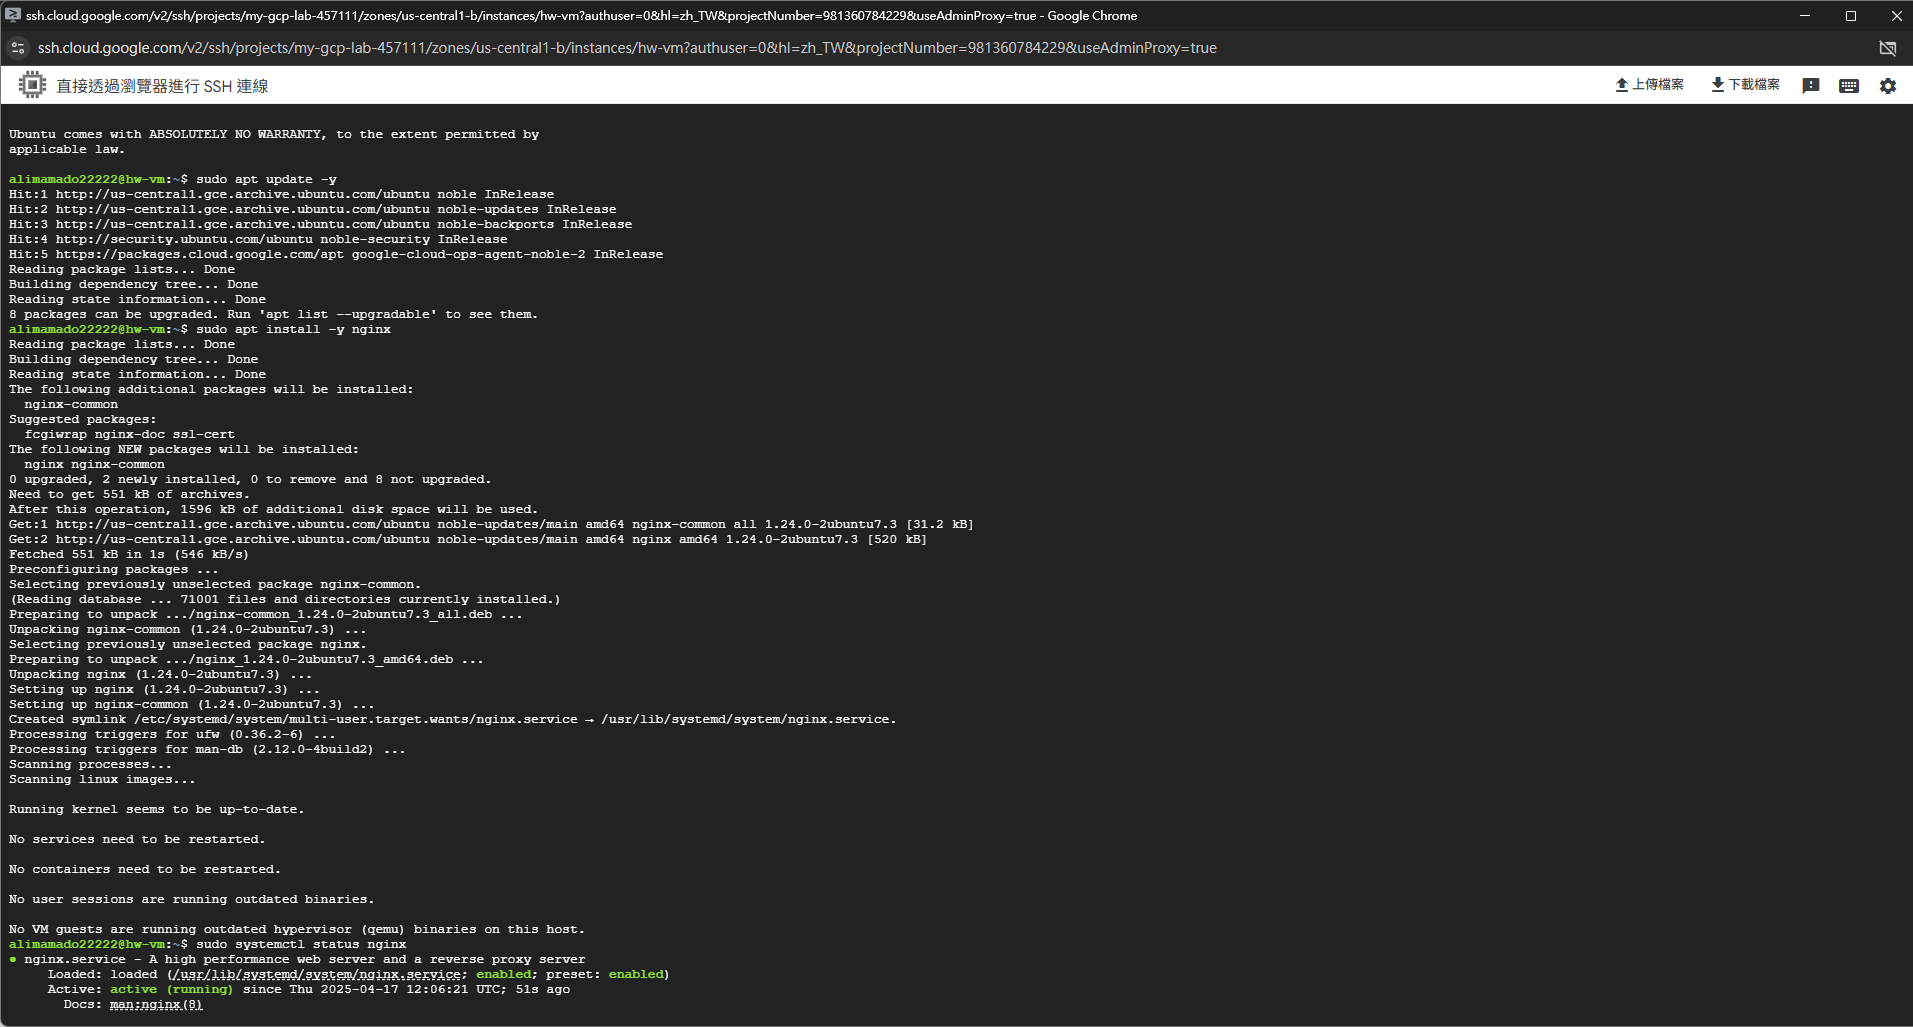 ssh.cloud.google.com/v2/ssh/projects/my-gcp-lab-457111/zones/us-central1-b/instances/hw-vm?authuser=0&hl=zh_TW&projectNumber=981360784229&useAdminProxy=true - Google Chrome
ssh.cloud.google.com/v2/ssh/projects/my-gcp-lab-457111/zones/us-central1-b/instances/hw-vm?authuser=0&hl=zh_TW&projectNumber=981360784229&useAdminProxy=true
直接透過瀏覽器進行 SSH 連線
上傳檔案
下載檔案
Ubuntu comes with ABSOLUTELY NO WARRANTY, to the extent permitted by
applicable law.
alimamado22222@hw-vm:~$ sudo apt update -y
Hit:1 http://us-central1.gce.archive.ubuntu.com/ubuntu noble InRelease
Hit:2 http://us-central1.gce.archive.ubuntu.com/ubuntu noble-updates InRelease
Hit:3 http://us-central1.gce.archive.ubuntu.com/ubuntu noble-backports InRelease
Hit:4 http://security.ubuntu.com/ubuntu noble-security InRelease
Hit:5 https://packages.cloud.google.com/apt google-cloud-ops-agent-noble-2 InRelease
Reading package lists... Done
Building dependency tree... Done
Reading state information... Done
8 packages can be upgraded. Run 'apt list --upgradable' to see them.
alimamado22222@hw-vm:~$ sudo apt install -y nginx
Reading package lists... Done
Building dependency tree... Done
Reading state information... Done
The following additional packages will be installed:
  nginx-common
Suggested packages:
  fcgiwrap nginx-doc ssl-cert
The following NEW packages will be installed:
  nginx nginx-common
0 upgraded, 2 newly installed, 0 to remove and 8 not upgraded.
Need to get 551 kB of archives.
After this operation, 1596 kB of additional disk space will be used.
Get:1 http://us-central1.gce.archive.ubuntu.com/ubuntu noble-updates/main amd64 nginx-common all 1.24.0-2ubuntu7.3 [31.2 kB]
Get:2 http://us-central1.gce.archive.ubuntu.com/ubuntu noble-updates/main amd64 nginx amd64 1.24.0-2ubuntu7.3 [520 kB]
Fetched 551 kB in 1s (546 kB/s)
Preconfiguring packages ...
Selecting previously unselected package nginx-common.
(Reading database ... 71001 files and directories currently installed.)
Preparing to unpack .../nginx-common_1.24.0-2ubuntu7.3_all.deb ...
Unpacking nginx-common (1.24.0-2ubuntu7.3) ...
Selecting previously unselected package nginx.
Preparing to unpack .../nginx_1.24.0-2ubuntu7.3_amd64.deb ...
Unpacking nginx (1.24.0-2ubuntu7.3) ...
Setting up nginx (1.24.0-2ubuntu7.3) ...
Setting up nginx-common (1.24.0-2ubuntu7.3) ...
Created symlink /etc/systemd/system/multi-user.target.wants/nginx.service → /usr/lib/systemd/system/nginx.service.
Processing triggers for ufw (0.36.2-6) ...
Processing triggers for man-db (2.12.0-4build2) ...
Scanning processes...
Scanning linux images...
Running kernel seems to be up-to-date.
No services need to be restarted.
No containers need to be restarted.
No user sessions are running outdated binaries.
No VM guests are running outdated hypervisor (qemu) binaries on this host.
alimamado22222@hw-vm:~$ sudo systemctl status nginx
● nginx.service - A high performance web server and a reverse proxy server
     Loaded: loaded (/usr/lib/systemd/system/nginx.service; enabled; preset: enabled)
     Active: active (running) since Thu 2025-04-17 12:06:21 UTC; 51s ago
       Docs: man:nginx(8)